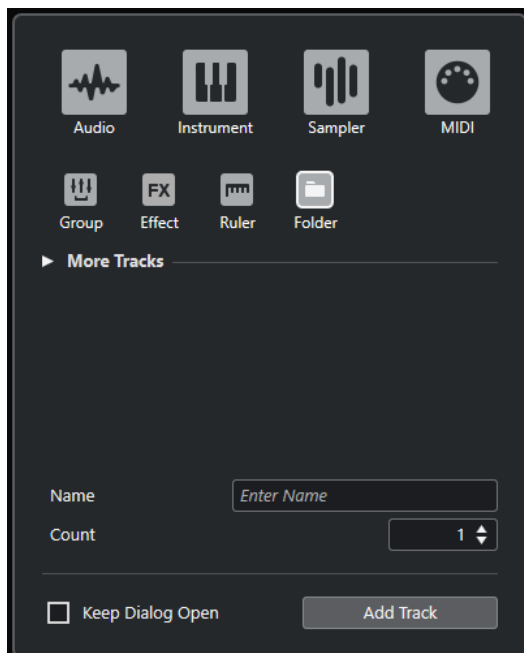 Audio Instrument Sampler MIDI
FX
Group Effect Ruler Folder
More Tracks
Name Enter Name
Count 1
Keep Dialog Open Add Track